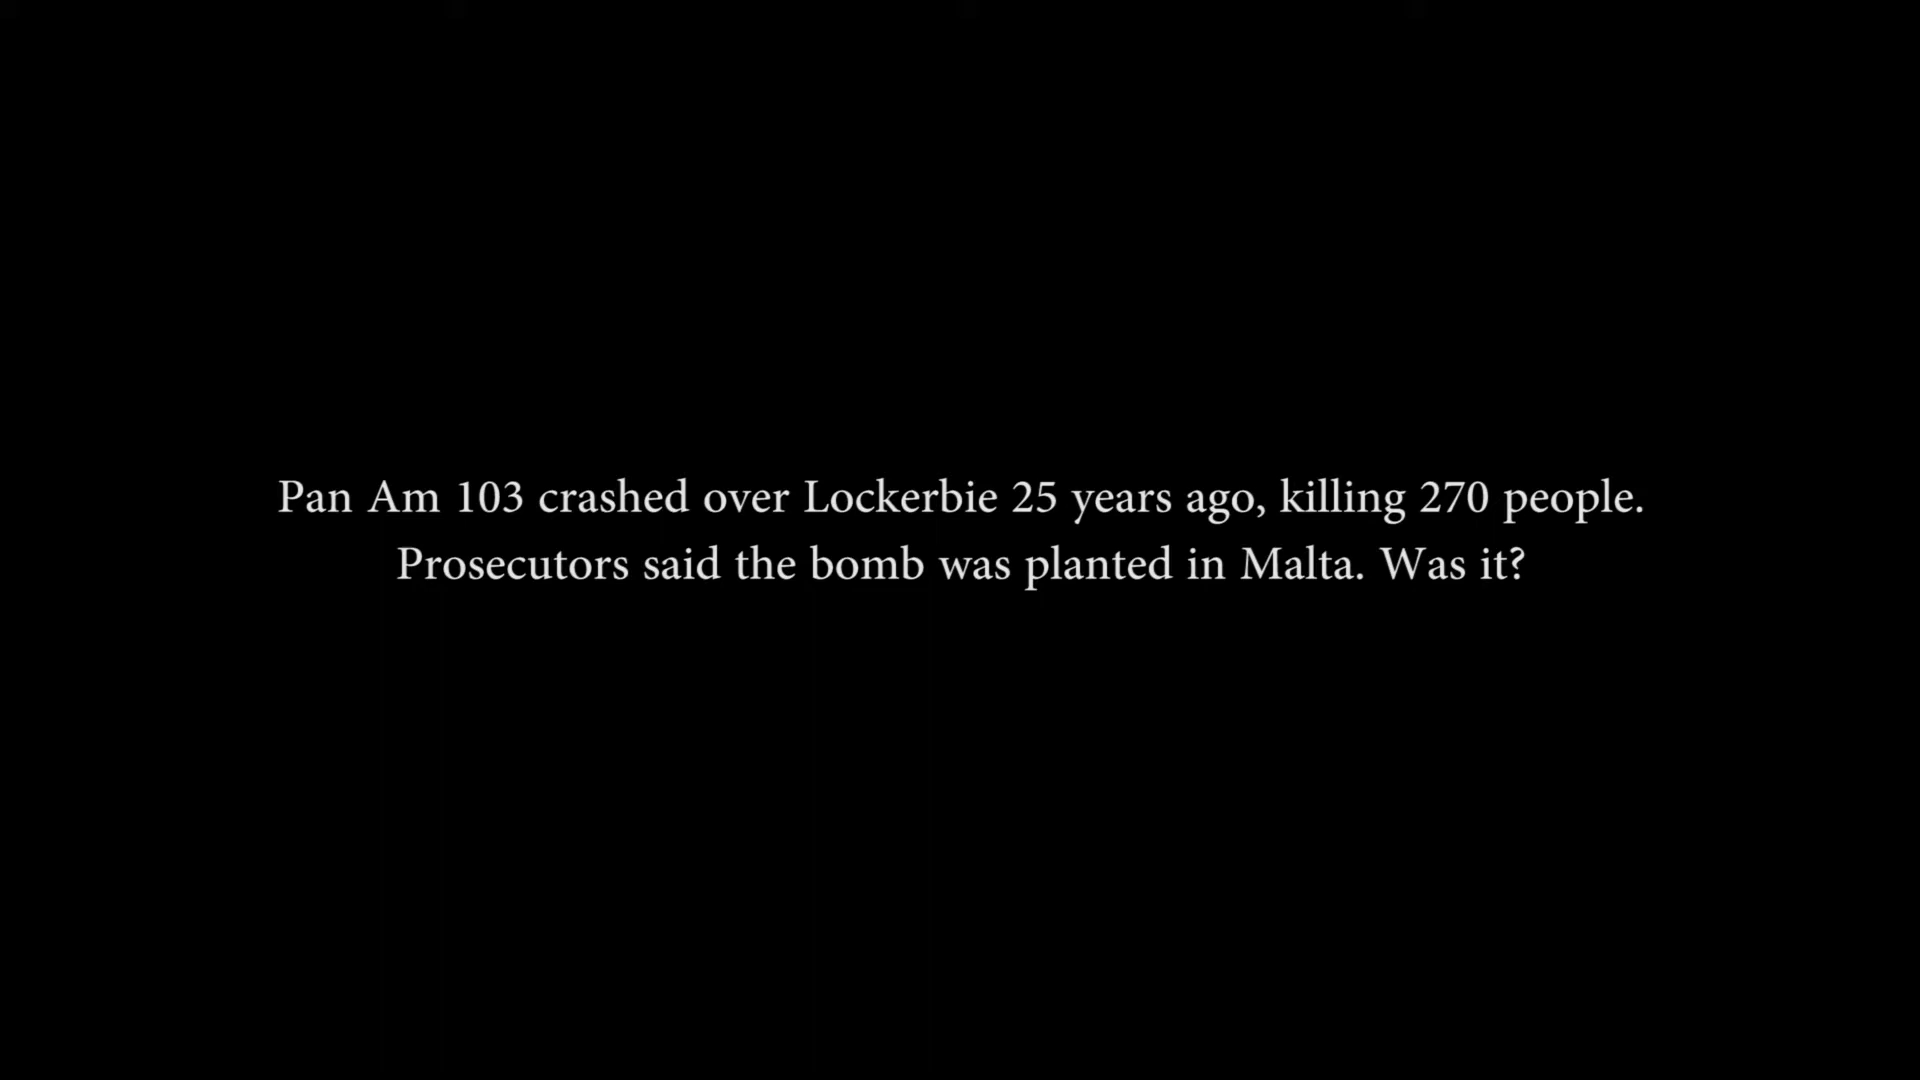 Pan Am 103 crashed over Lockerbie 25 years ago, killing 270 people.
Prosecutors said the bomb was planted in Malta. Was it?